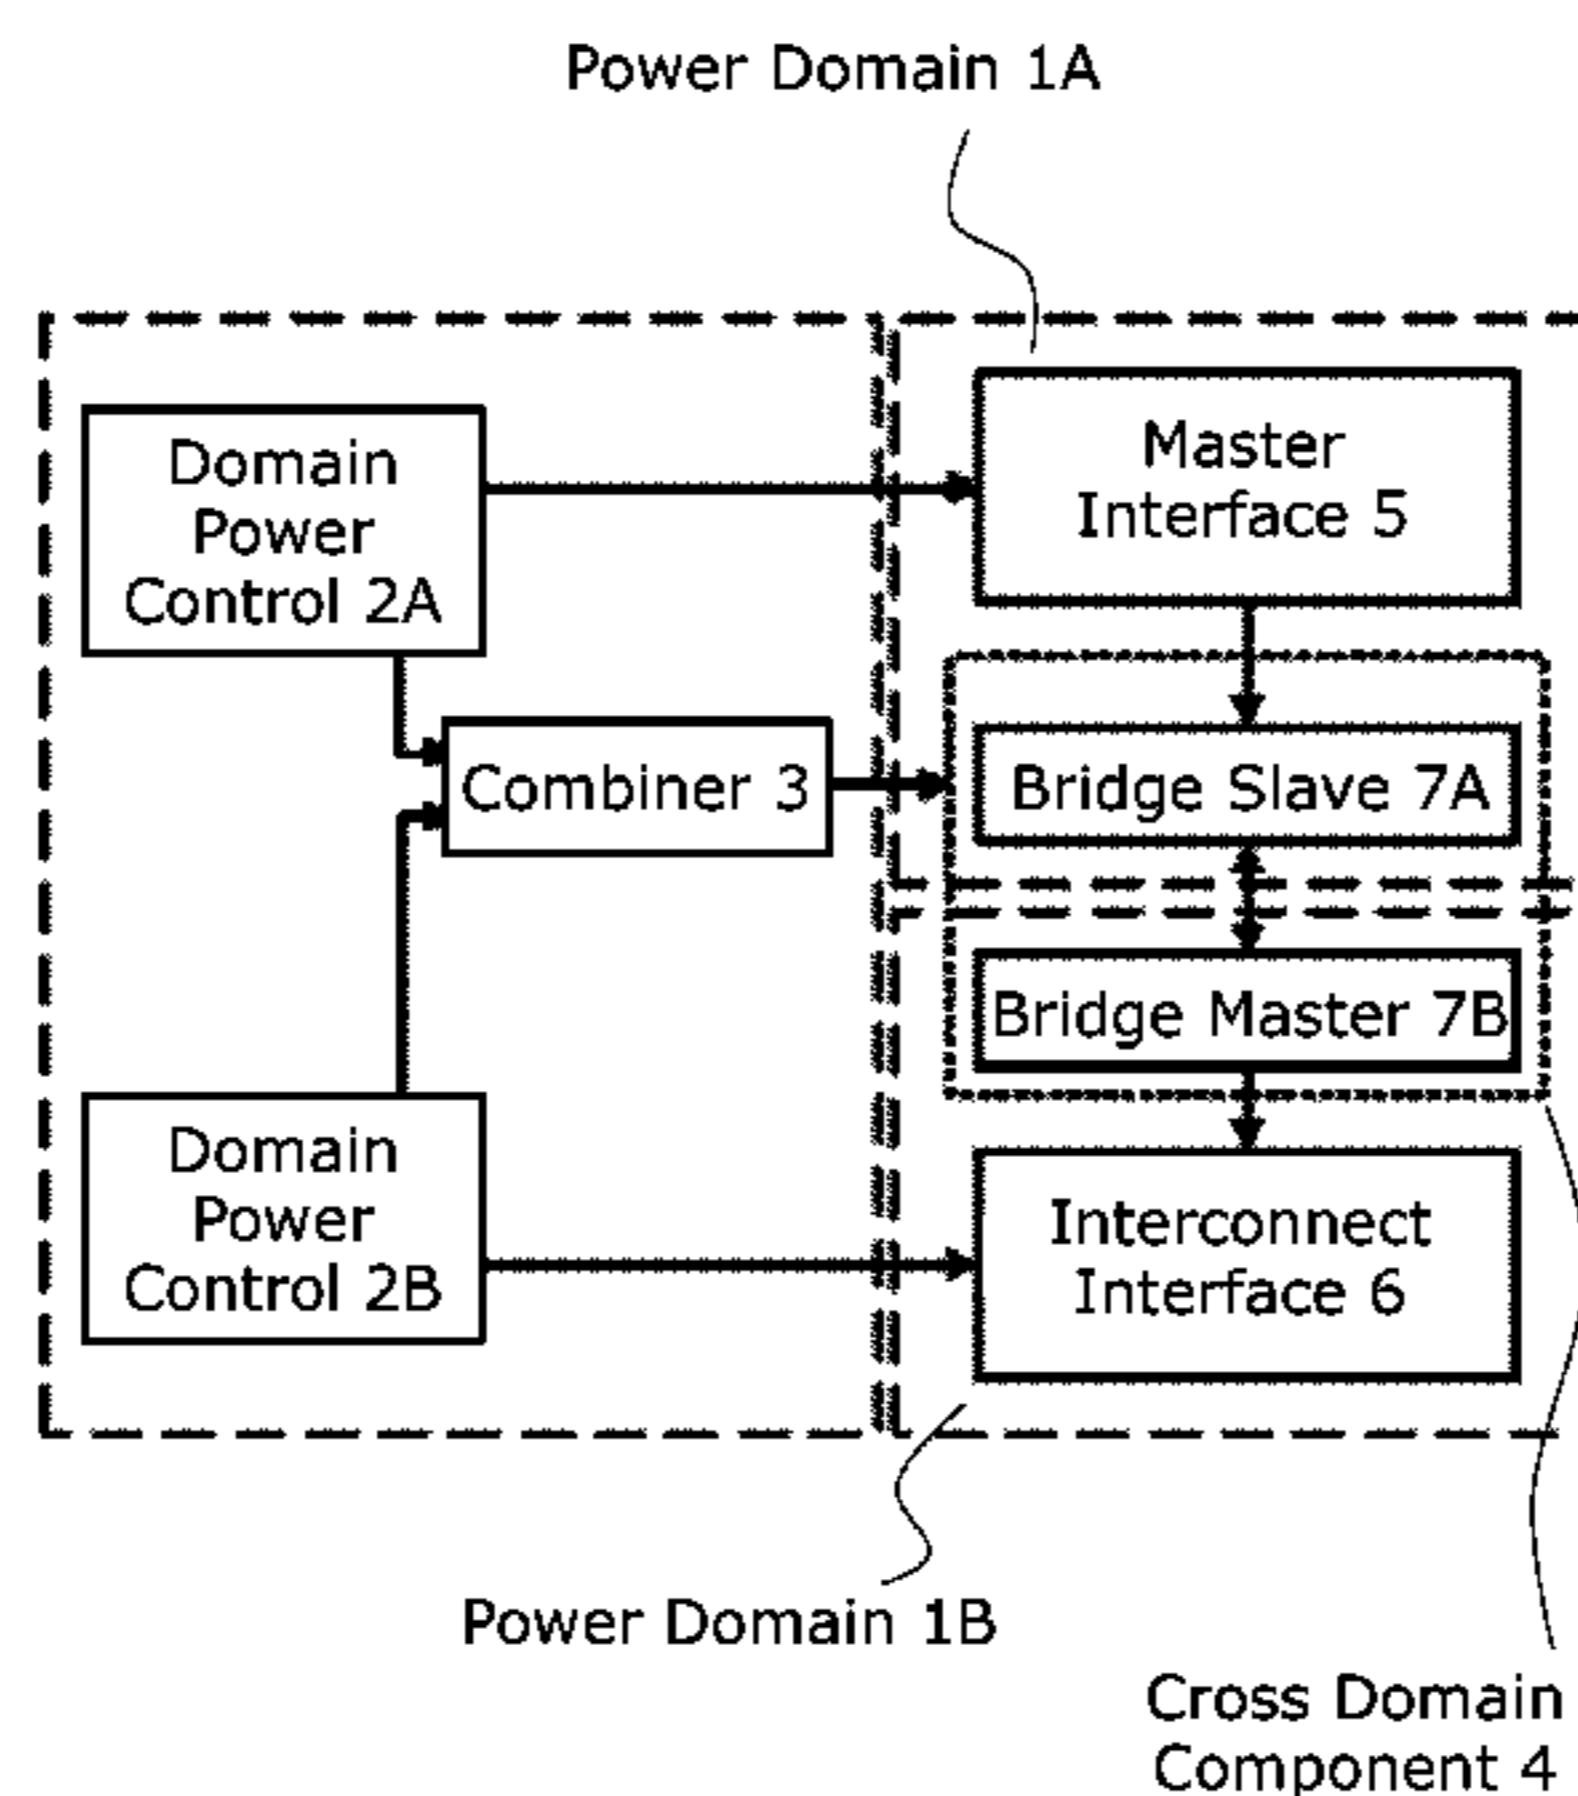 Power Domain 1A
Domain
Power
Control 2A
Master
Interface 5
Combiner 3
Bridge Slave 7A
Bridge Master 7B
Domain
Power
Control 2B
Interconnect
Interface 6
Power Domain 1B
Cross Domain
Component 4